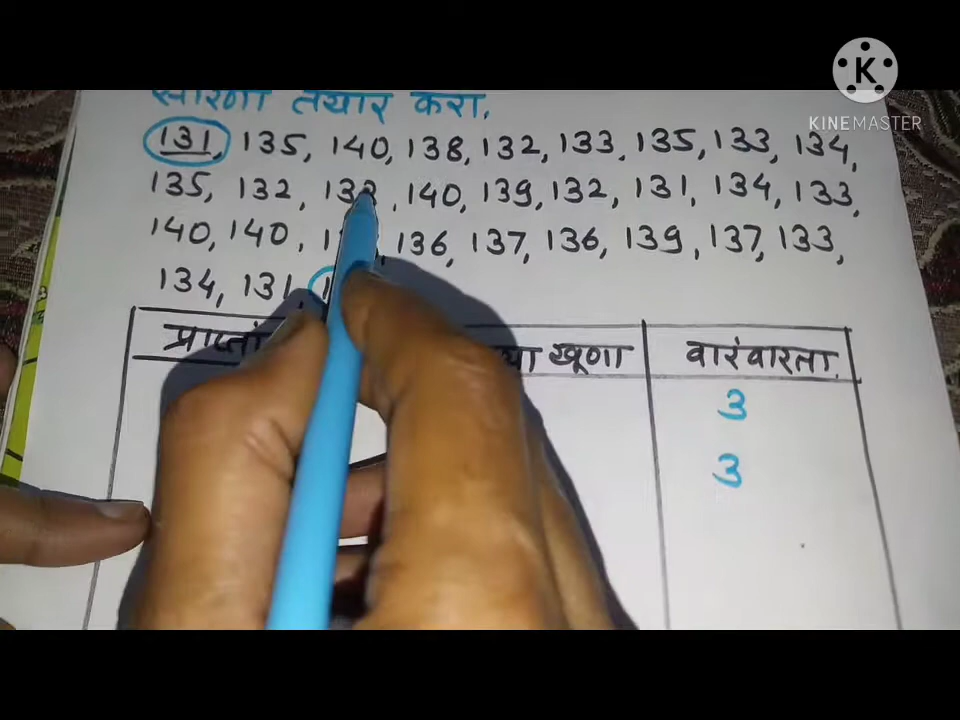 सारणी तयार करा.
131, 135, 140, 138, 132, 133, 135, 133, 134,
135, 132, 140, 139, 132, 131, 134, 133,
140, 140, 136, 137, 136, 139, 137, 133,
134, 131,
खूणा वारंवारता
3
3
K
KINEMASTER